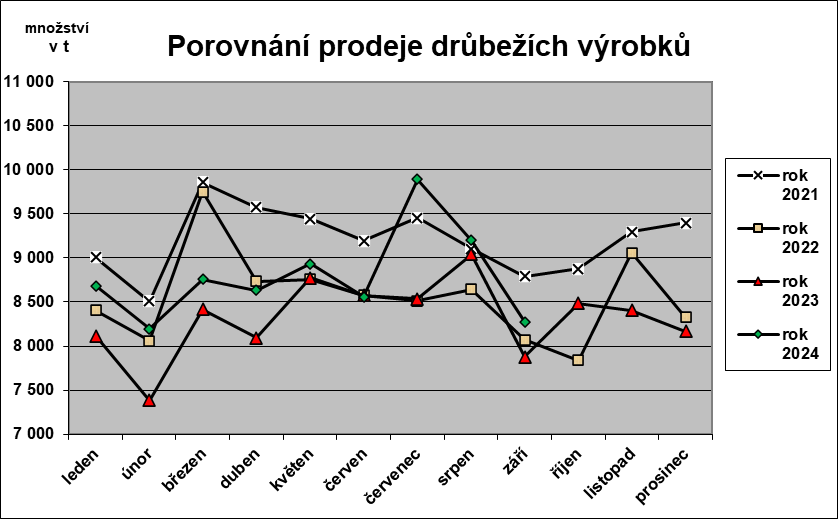 množství
v t
Porovnání prodeje drůbežích výrobků
11 000
10 500
10 000
9 500
9 000
8 500
8 000
7 500
7 000
leden
únor
březen
duben
květen
červen
červenec
srpen
září
říjen
listopad
prosinec
rok
2021
rok
2022
rok
2023
rok
2024